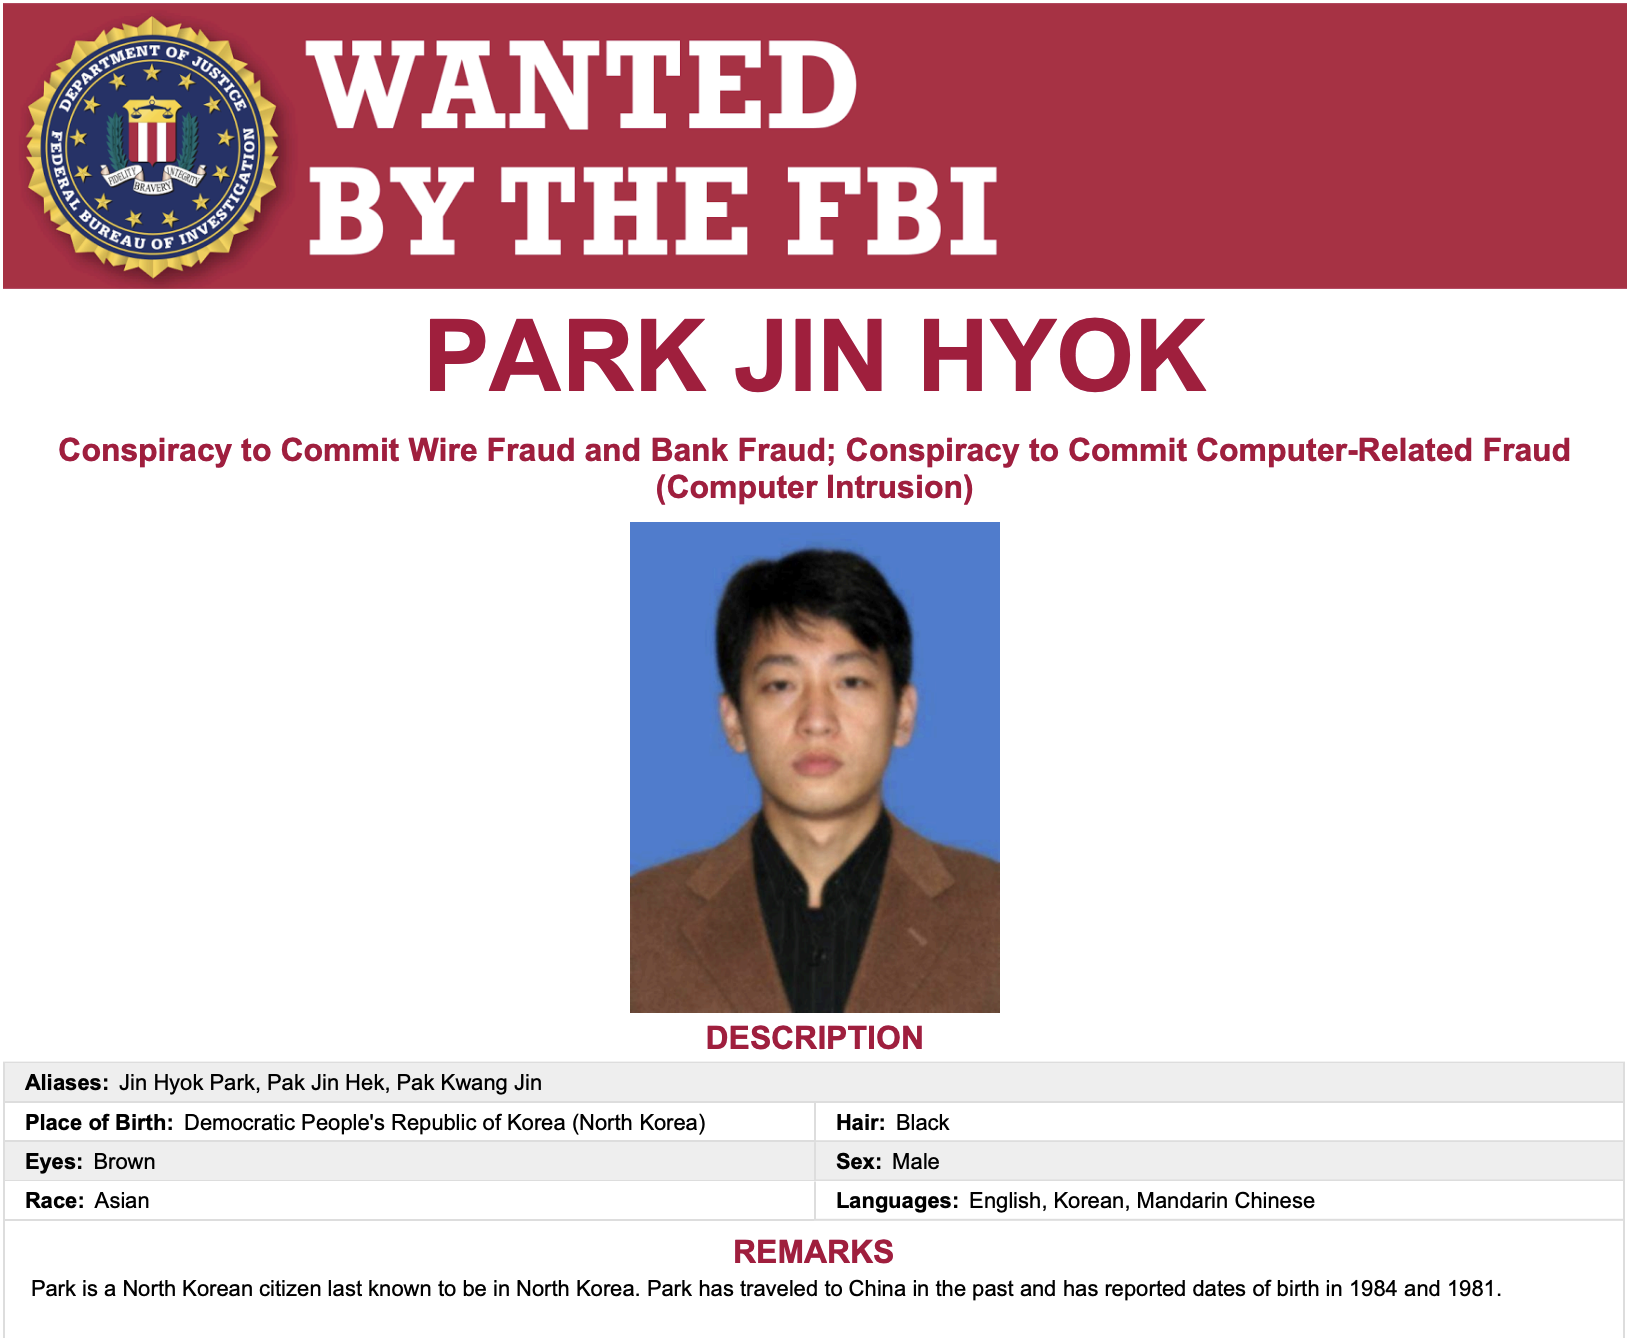 DEPARTMENT OF JUSTICE
FEDERAL BUREAU OF INVESTIGATION
FIDELITY
BRAVERY
INTEGRITY
WANTED
BY THE FBI
PARK JIN HYOK
Conspiracy to Commit Wire Fraud and Bank Fraud; Conspiracy to Commit Computer-Related Fraud
(Computer Intrusion)
DESCRIPTION
Aliases: Jin Hyok Park, Pak Jin Hek, Pak Kwang Jin
Place of Birth: Democratic People's Republic of Korea (North Korea)
Hair: Black
Eyes: Brown
Sex: Male
Race: Asian
Languages: English, Korean, Mandarin Chinese
REMARKS
Park is a North Korean citizen last known to be in North Korea. Park has traveled to China in the past and has reported dates of birth in 1984 and 1981.